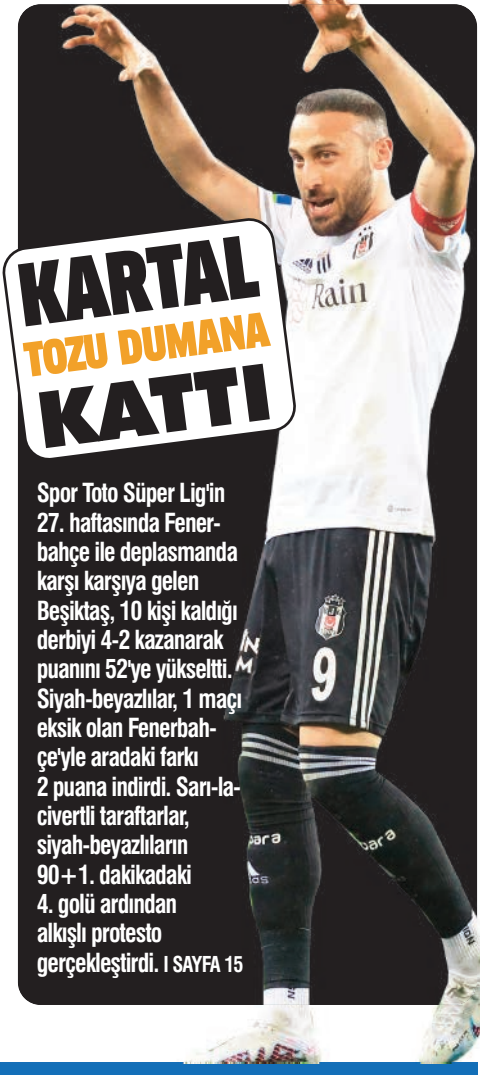 Rain
KARTAL
TOZU DUMANA
KATTI
Spor Toto Süper Lig'in
27. haftasında Fener-
bahçe ile deplasmanda
karşı karşıya gelen
Beşiktaş, 10 kişi kaldığı
derbiyi 4-2 kazanarak
puanını 52'ye yükseltti.
Siyah-beyazlılar, 1 maçı
eksik olan Fenerbah-
çe'yle aradaki farkı
2 puana indirdi. Sarı-la-
civertli taraftarlar,
siyah-beyazlıların
90+1. dakikadaki
4. golü ardından
alkışlı protesto
gerçekleştirdi. I SAYFA 15
9